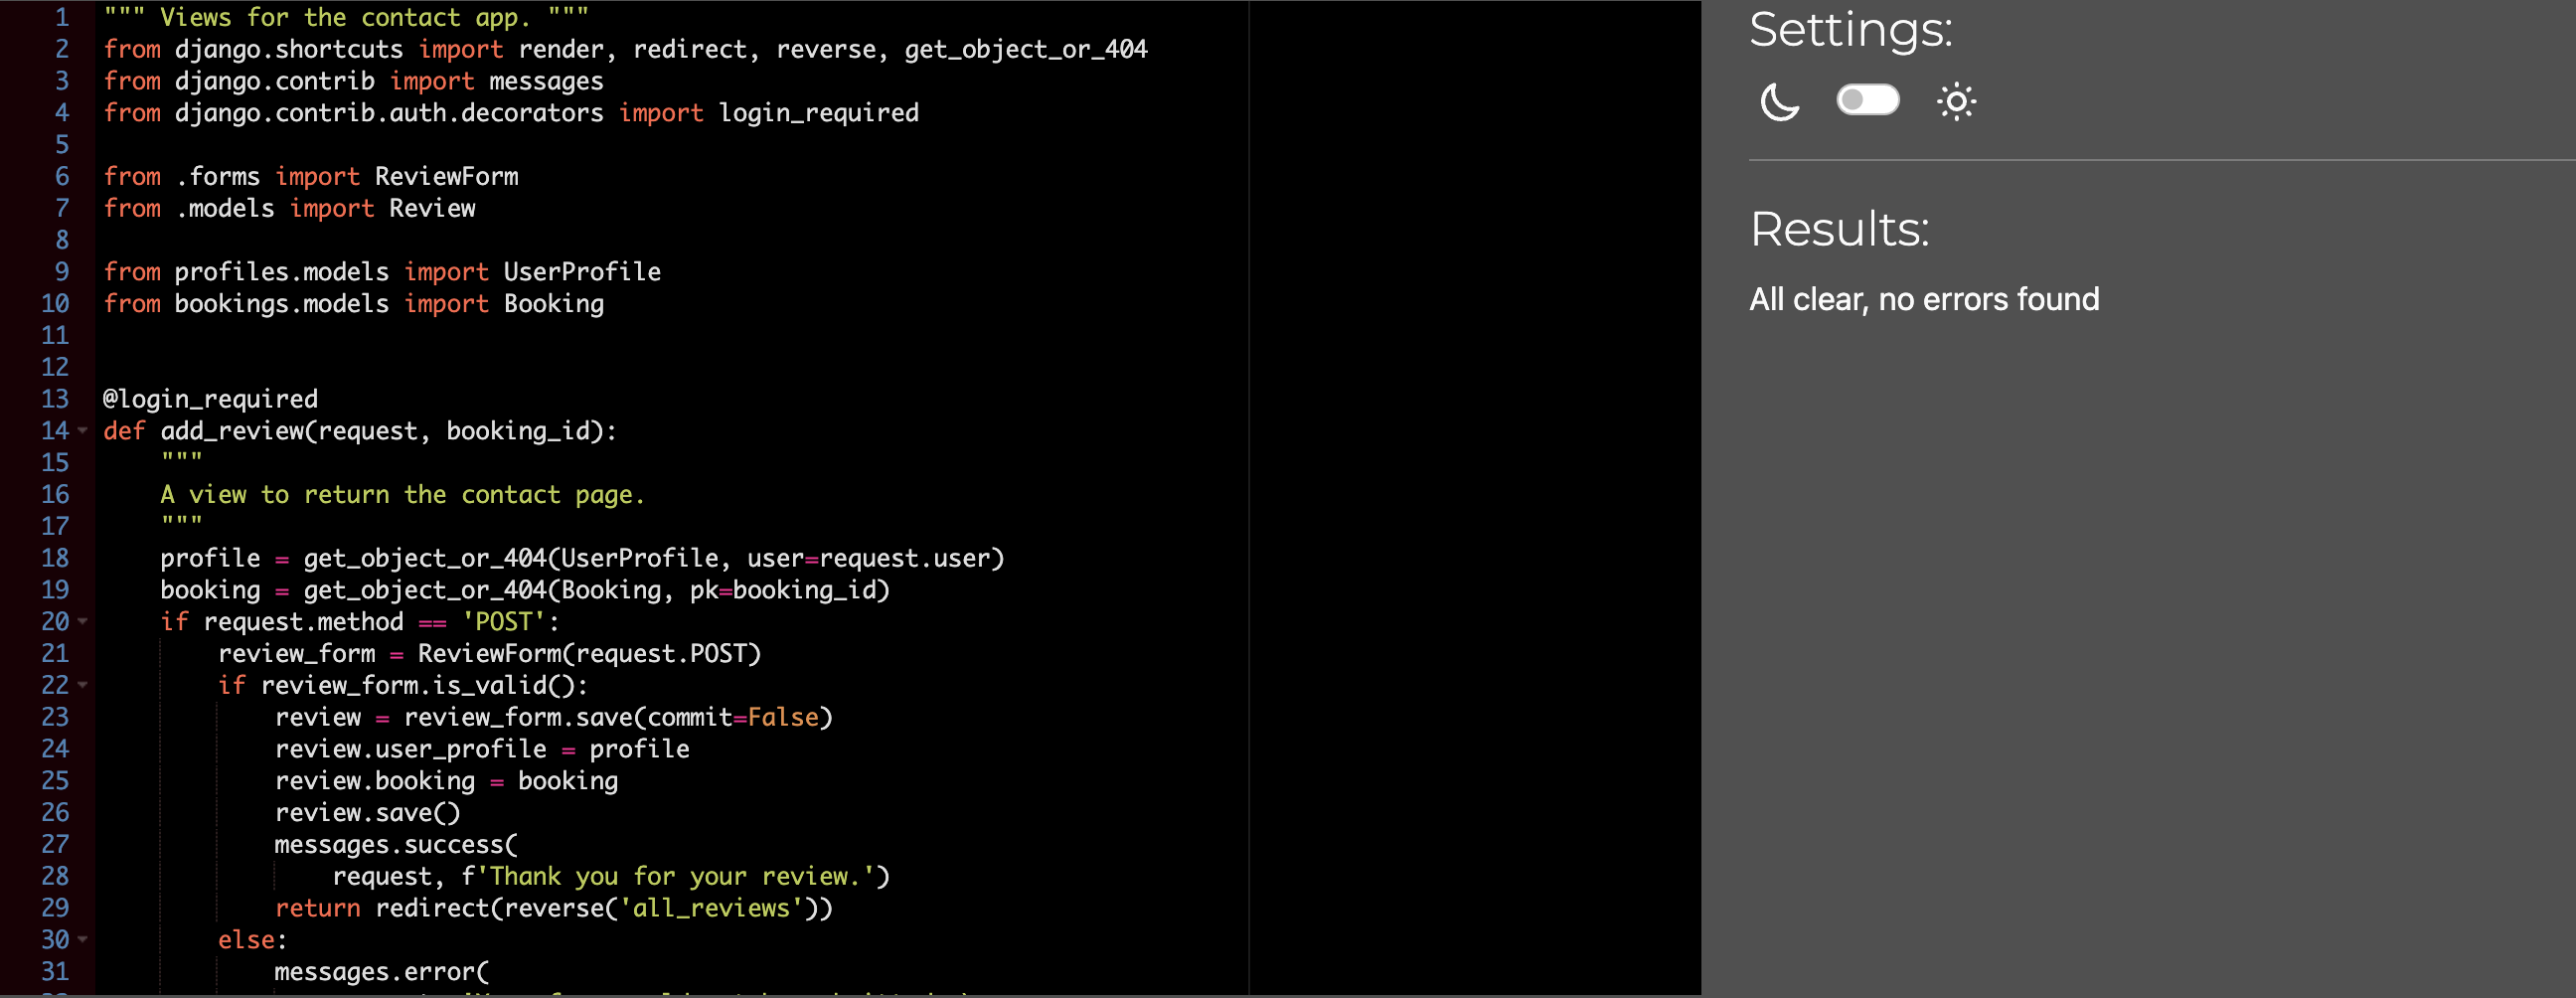 1 """ Views for the contact app. """
2 from django.shortcuts import render, redirect, reverse, get_object_or_404
3 from django.contrib import messages
4 from django.contrib.auth.decorators import login_required
5
6 from .forms import ReviewForm
7 from .models import Review
8
9 from profiles.models import UserProfile
10 from bookings.models import Booking
11
12
13 @login_required
14 def add_review(request, booking_id):
15     """
16     A view to return the contact page.
17     """
18     profile = get_object_or_404(UserProfile, user=request.user)
19     booking = get_object_or_404(Booking, pk=booking_id)
20     if request.method == 'POST':
21         review_form = ReviewForm(request.POST)
22         if review_form.is_valid():
23             review = review_form.save(commit=False)
24             review.user_profile = profile
25             review.booking = booking
26             review.save()
27             messages.success(
28                 request, f'Thank you for your review.')
29             return redirect(reverse('all_reviews'))
30         else:
31             messages.error(
Settings:
Results:
All clear, no errors found